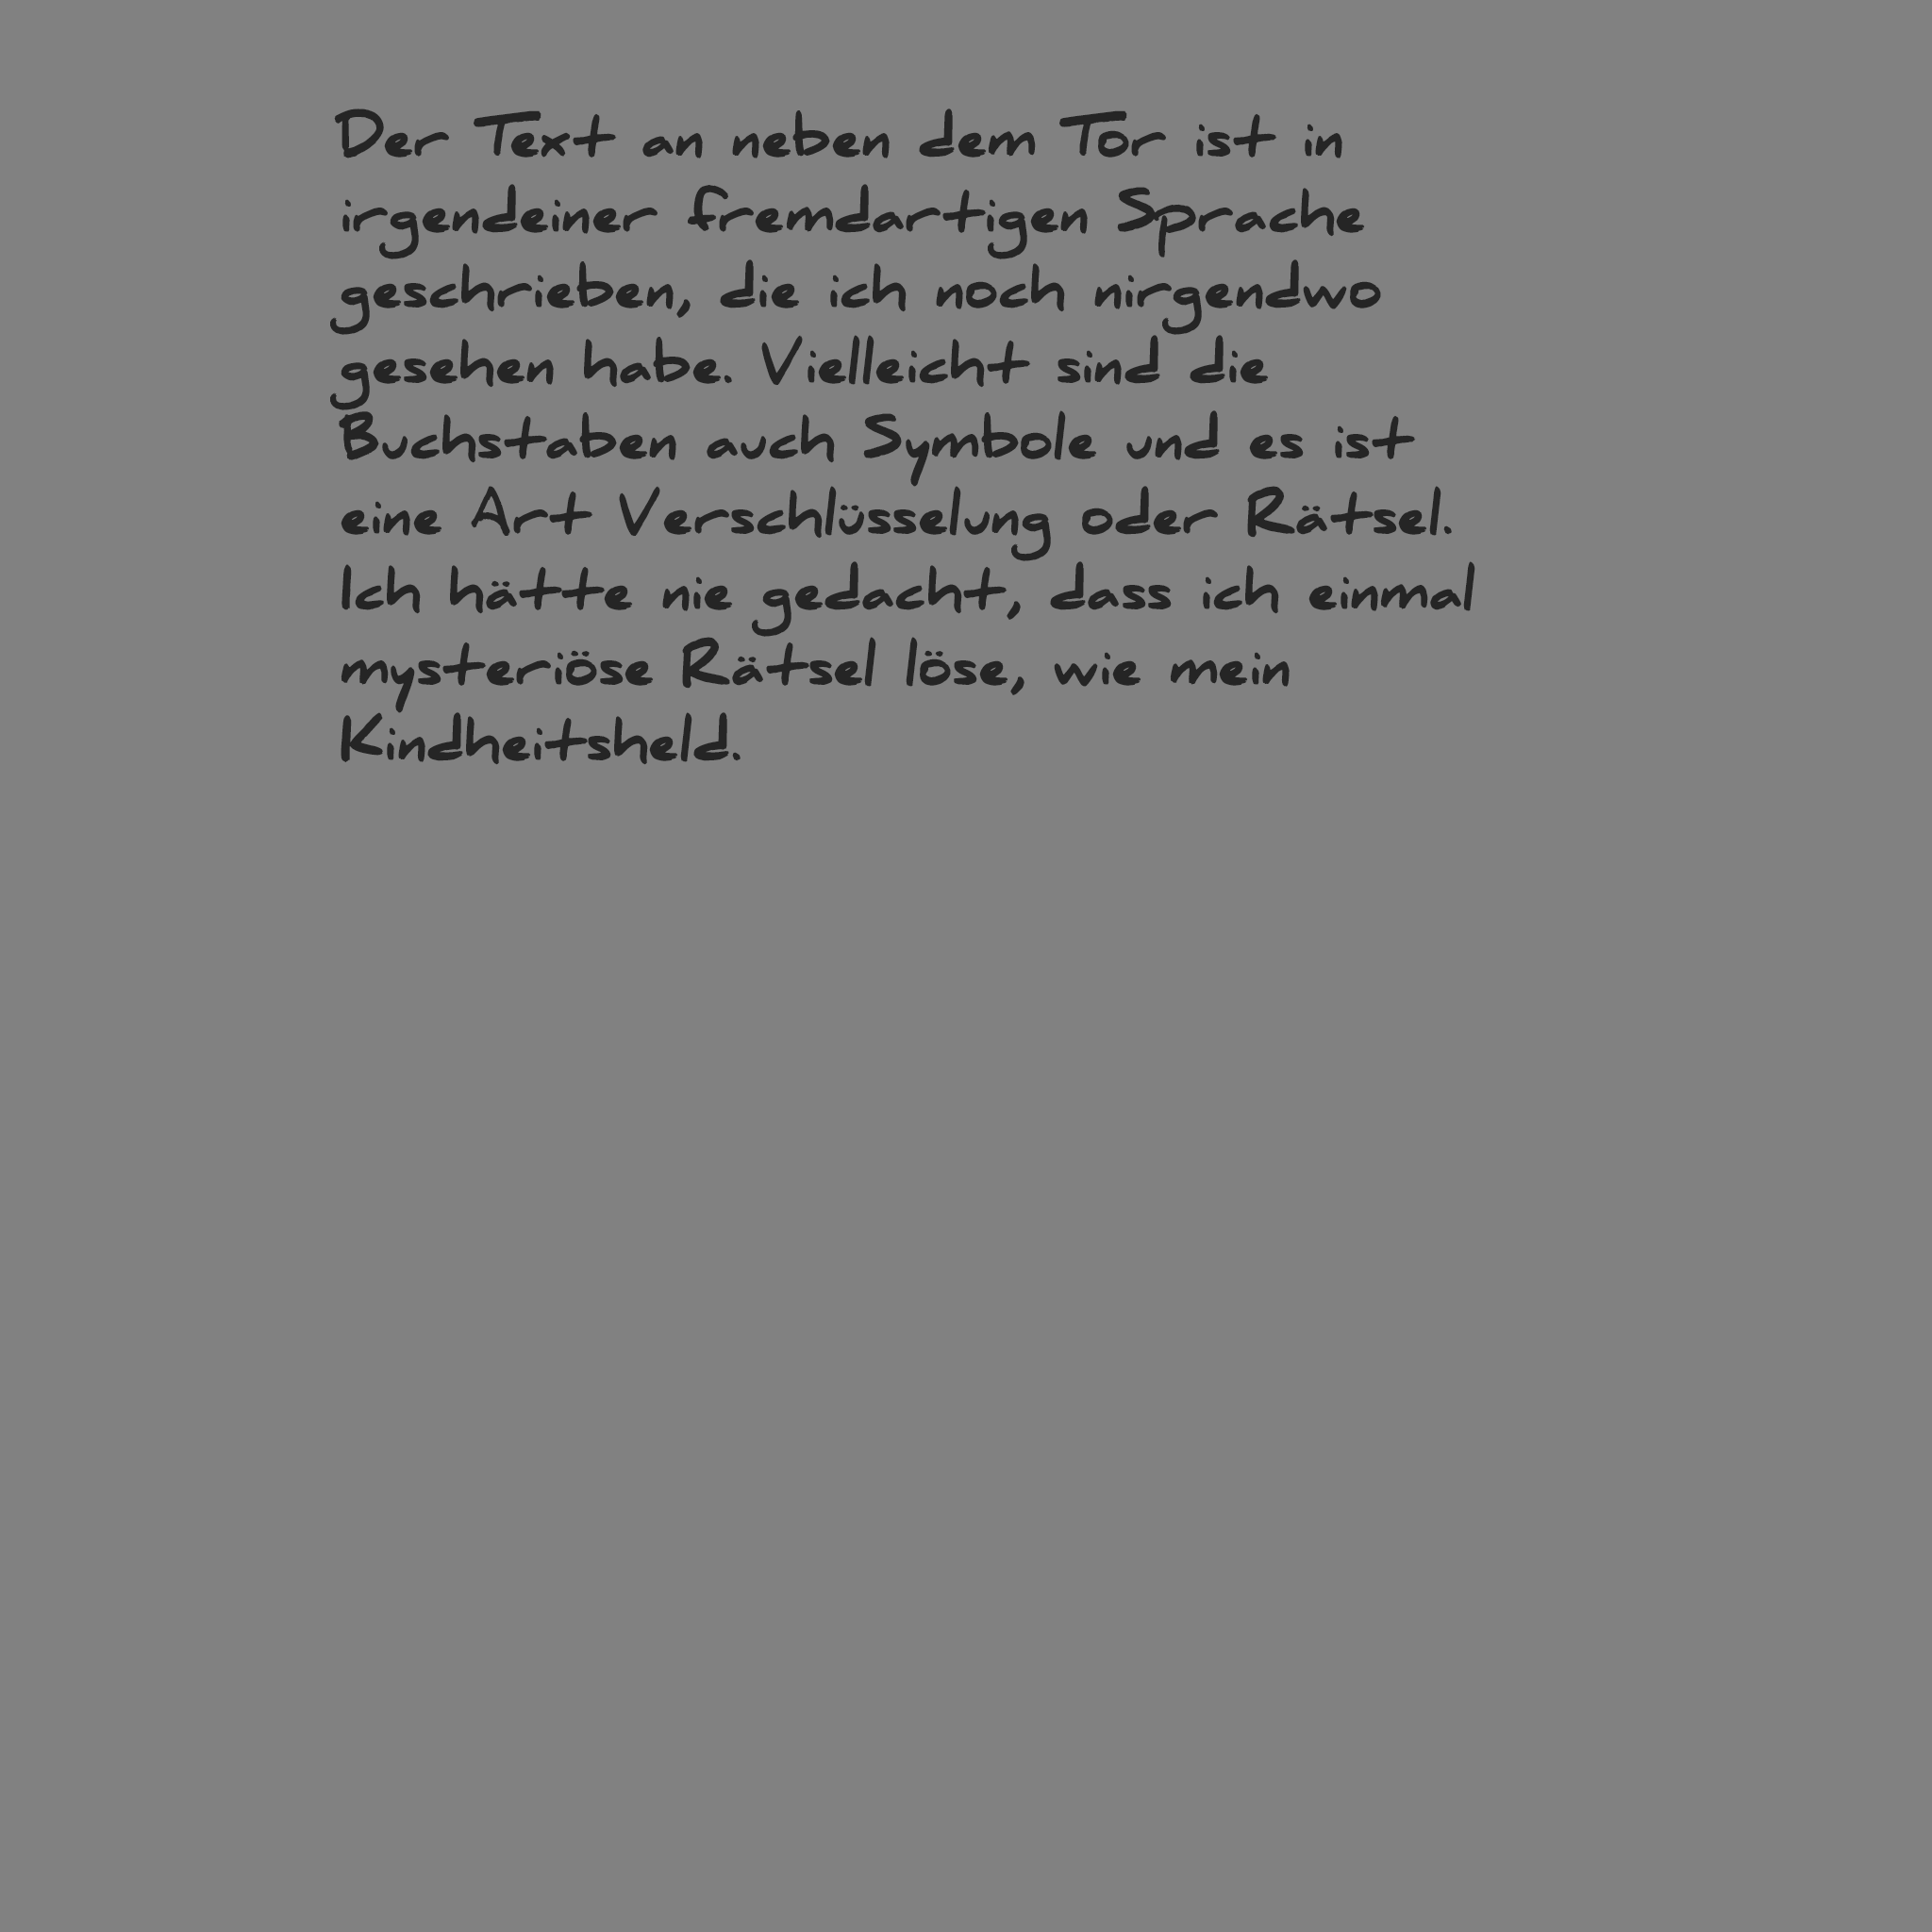 Der Text an neben dem Tor ist in
irgendeiner fremdartigen Sprache
geschrieben, die ich noch nirgendwo
gesehen habe. Vielleicht sind die
Buchstaben auch Symbole und es ist
eine Art Verschlüsselung oder Rätsel.
Ich hätte nie gedacht, dass ich einmal
mysteriöse Rätsel löse, wie mein
Kindheitsheld.